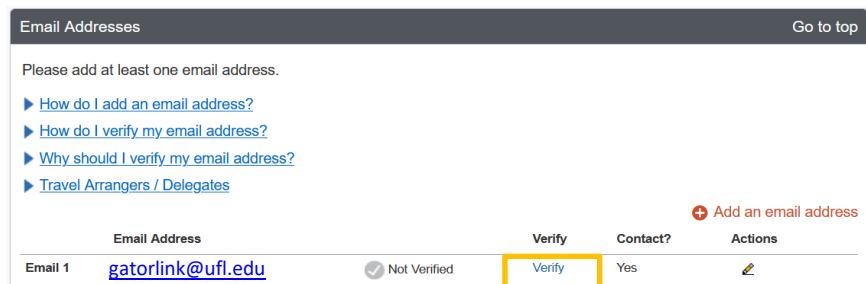 Email Addresses Go to top
Please add at least one email address.
How do I add an email address?
How do I verify my email address?
Why should I verify my email address?
Travel Arrangers / Delegates
Add an email address
Email Address Verify Contact? Actions
Email 1 gatorlink@ufl.edu Not Verified Verify Yes